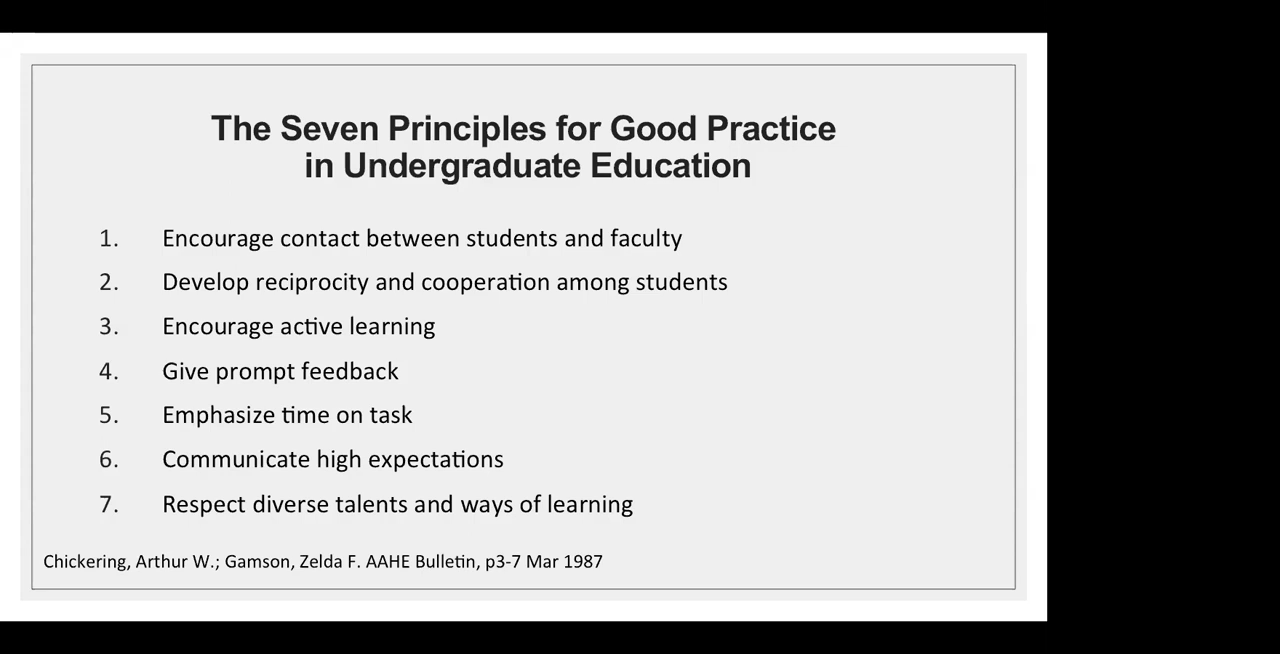 The Seven Principles for Good Practice
in Undergraduate Education
1. Encourage contact between students and faculty
2. Develop reciprocity and cooperation among students
3. Encourage active learning
4. Give prompt feedback
5. Emphasize time on task
6. Communicate high expectations
7. Respect diverse talents and ways of learning
Chickering, Arthur W.; Gamson, Zelda F. AAHE Bulletin, p3-7 Mar 1987